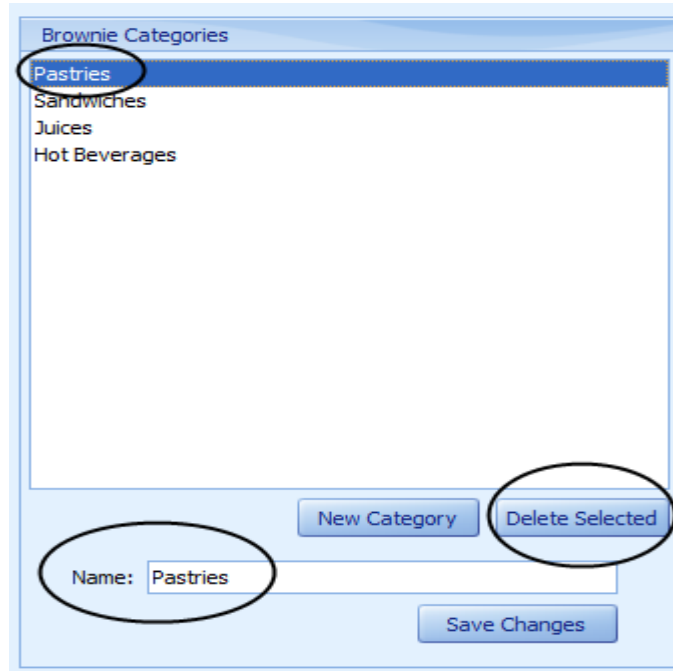 Brownie Categories
Pastries
Sandwiches
Juices
Hot Beverages
New Category Delete Selected
Name: Pastries
Save Changes